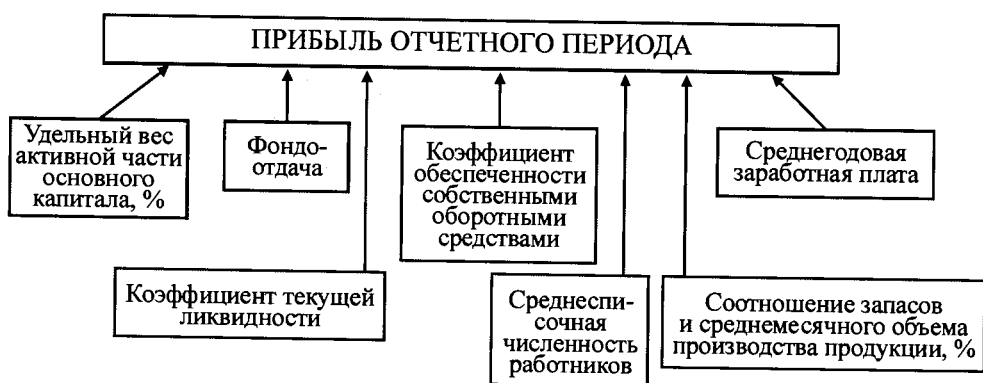 ПРИБЫЛЬ ОТЧЕТНОГО ПЕРИОДА
Удельный вес
активной части
основного
капитала, %
Фондо-
отдача
Коэффициент
обеспеченности
собственными
оборотными
средствами
Среднегодовая
заработная плата
Коэффициент текущей
ликвидности
Среднеспи-
сочная
численность
работников
Соотношение запасов
и среднемесячного объема
производства продукции, %